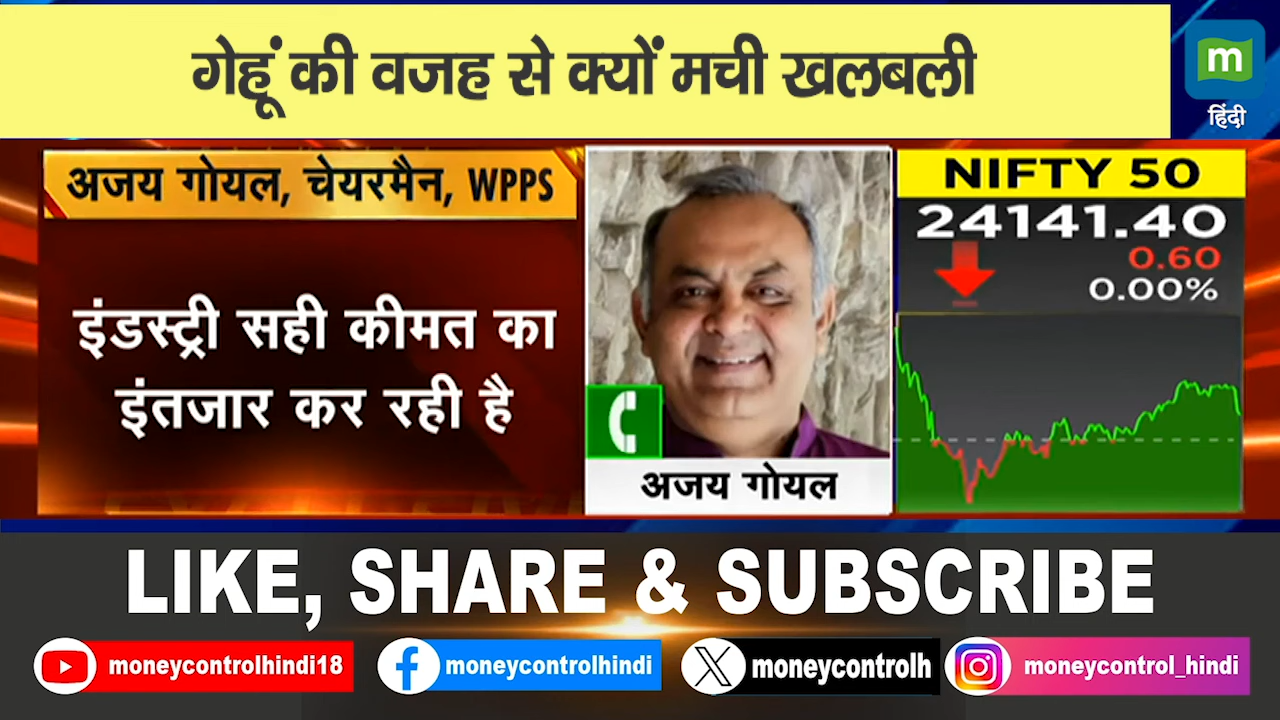 गेहूं की वजह से क्यों मची खलबली
m
हिंदी
अजय गोयल, चेयरमैन, WPPS
इंडस्ट्री सही कीमत का
इंतजार कर रही है
अजय गोयल
NIFTY 50
24141.40
0.60
0.00%
LIKE, SHARE & SUBSCRIBE
moneycontrolhindi18
moneycontrolhindi
moneycontrolh
moneycontrol_hindi